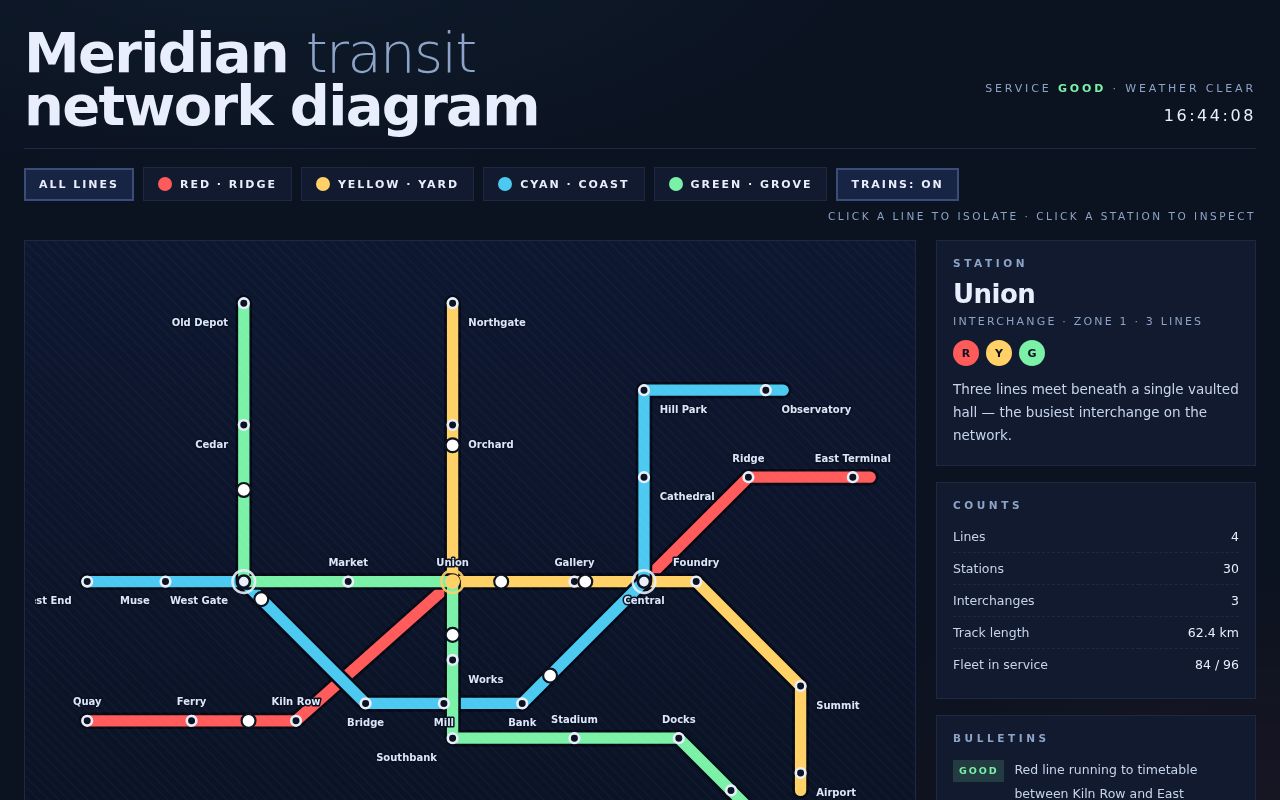 Meridian transit
network diagram
SERVICE GOOD · WEATHER CLEAR
16:44:08
ALL LINES
RED · RIDGE
YELLOW · YARD
CYAN · COAST
GREEN · GROVE
TRAINS: ON
CLICK A LINE TO ISOLATE · CLICK A STATION TO INSPECT
Old Depot
Northgate
Hill Park
Observatory
Cedar
Orchard
Ridge
East Terminal
Cathedral
Market
Union
Gallery
Foundry
st End
Muse
West Gate
Central
Works
Quay
Ferry
Kiln Row
Bridge
Mill
Bank
Stadium
Docks
Summit
Southbank
Airport
STATION
Union
INTERCHANGE · ZONE 1 · 3 LINES
R
Y
G
Three lines meet beneath a single vaulted
hall — the busiest interchange on the
network.
COUNTS
Lines 4
Stations 30
Interchanges 3
Track length 62.4 km
Fleet in service 84 / 96
BULLETINS
GOOD Red line running to timetable
between Kiln Row and East